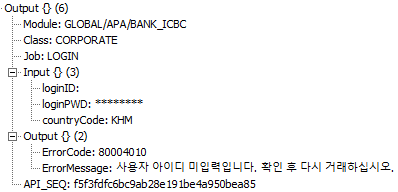 Output {} (6)
Module: GLOBAL/APA/BANK_ICBC
Class: CORPORATE
Job: LOGIN
Input {} (3)
loginID:
loginPWD: ********
countryCode: KHM
Output {} (2)
ErrorCode: 80004010
ErrorMessage: 사용자 아이디 미입력입니다. 확인 후 다시 거래하십시오.
API_SEQ: f5f3fdfc6bc9ab28e191be4a950bea85